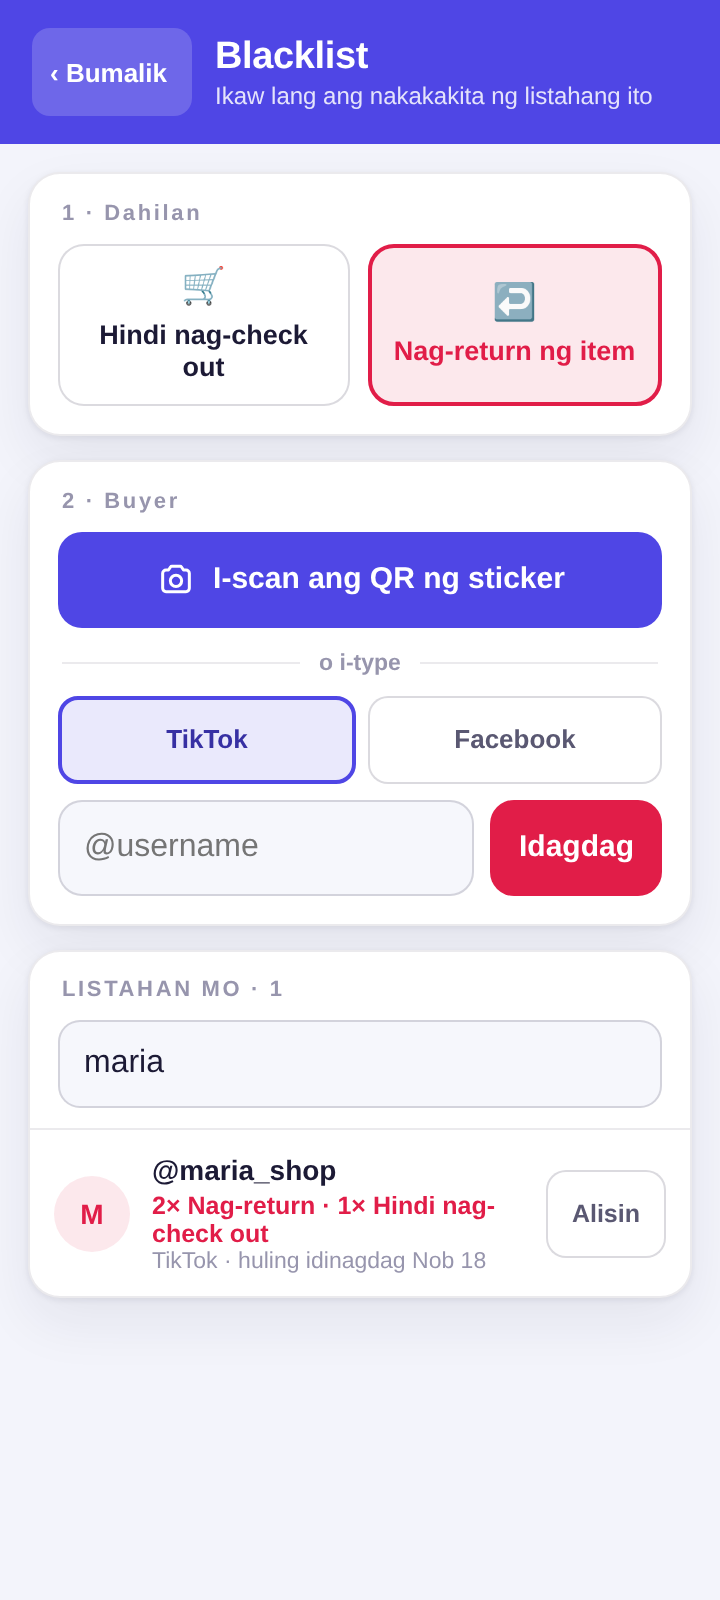 ‹ Bumalik
Blacklist
Ikaw lang ang nakakakita ng listahang ito
1 · Dahilan
Hindi nag-check
out
Nag-return ng item
2 · Buyer
I-scan ang QR ng sticker
o i-type
TikTok
Facebook
@username
Idagdag
LISTAHAN MO · 1
maria
M
@maria_shop
2× Nag-return · 1× Hindi nag-
check out
TikTok · huling idinagdag Nob 18
Alisin